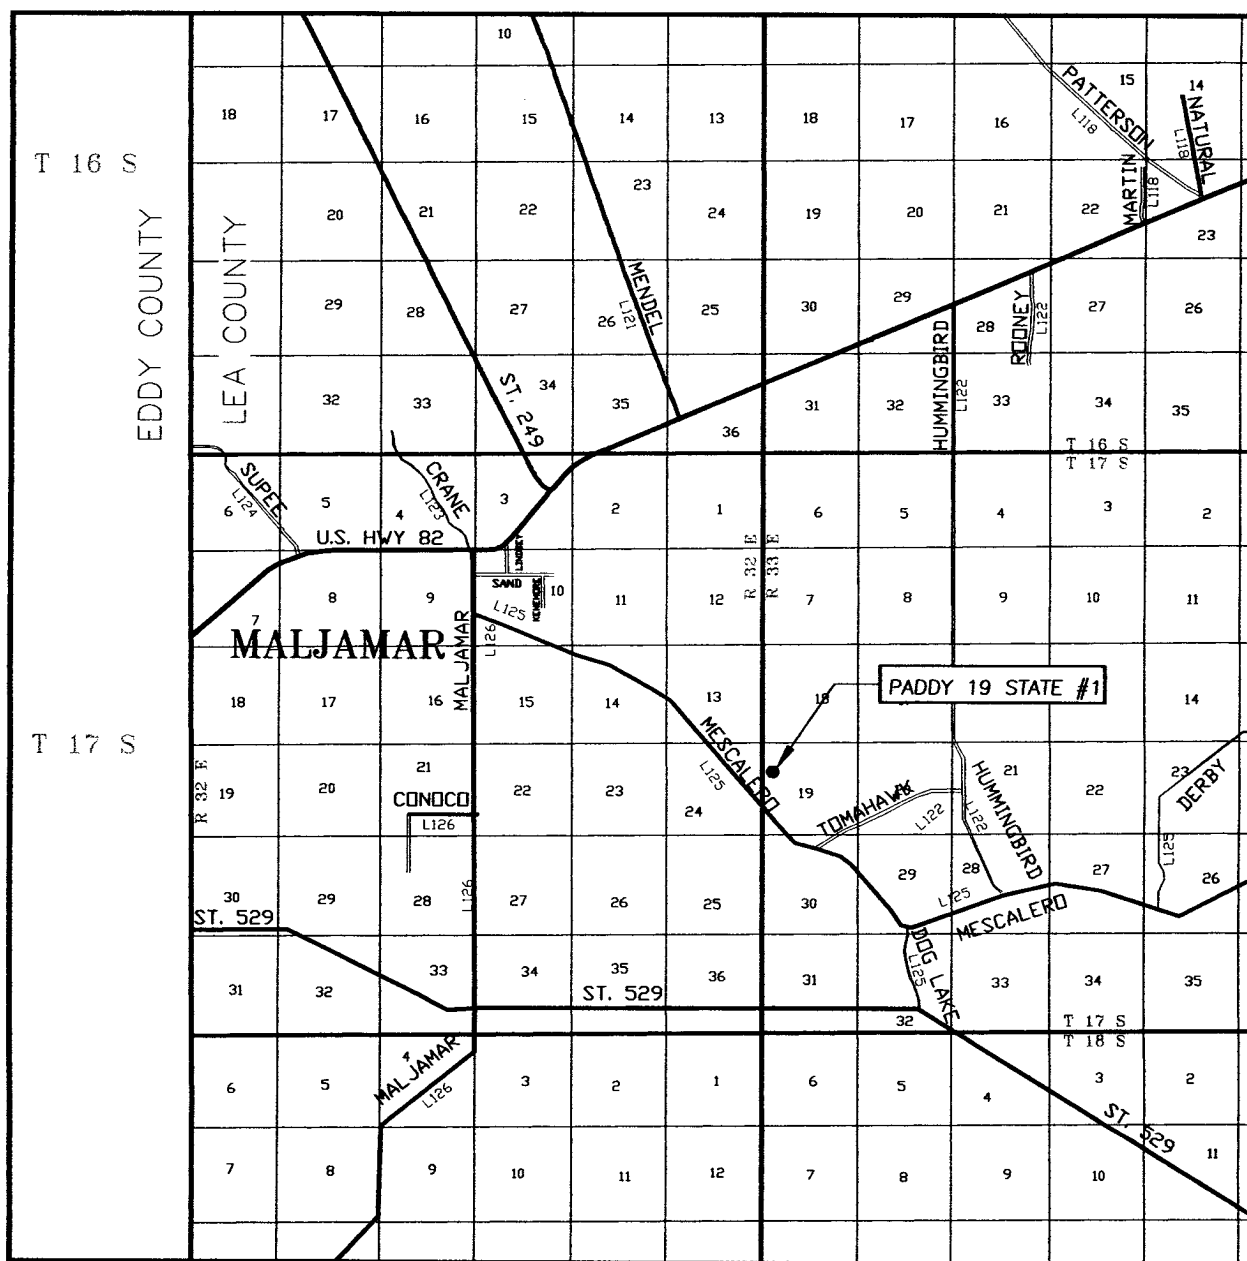 10
18 17 16 15 14 13 18 17 16 15 14
PATTERSON
L118
NATURAL
L118
MARTIN
L118
T 16 S
23
20 21 22 24 19 20 21 22 23
EDDY COUNTY
LEA COUNTY
MENDEL
L121
29 28 27 26 25 30 29 28 27 26
ROONEY
L122
HUMMINGBIRD
L122
ST. 249
32 33 34 35 36 31 32 33 34 35
T 16 S
T 17 S
SUPEE
L124
CRANE
L123
6 5 4 3 2 1 6 5 4 3 2
U.S. HWY 82
LINDSEY
SAND
KENEMORE
R 32 E
R 33 E
7 8 9 10 11 12 7 8 9 10 11
L125
MALJAMAR
MALJAMAR
L126
PADDY 19 STATE #1
18 17 16 15 14 13 18 14
T 17 S
R 32 E
MESCALERO
L125
19 20 21 22 23 24 19 21 22 23
CONOCO
L126
TOMAHAWK
L122
HUMMINGBIRD
L122
DERBY
L125
30 29 28 27 26 25 30 29 28 27 26
L126
L125
MESCALERO
ST. 529
DOG LAKE
L125
31 32 33 34 35 36 31 32 33 34 35
ST. 529
T 17 S
T 18 S
MALJAMAR
L126
6 5 3 2 1 6 5 4 3 2
ST. 529
7 8 9 10 11 12 7 8 9 10 11